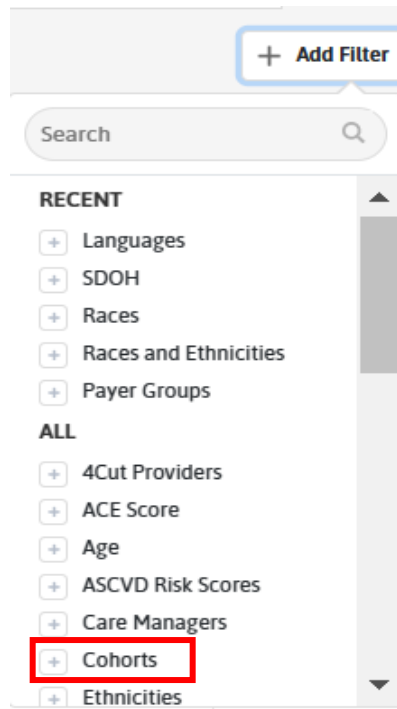 + Add Filter
Search
RECENT
+ Languages
+ SDOH
+ Races
+ Races and Ethnicities
+ Payer Groups
ALL
+ 4Cut Providers
+ ACE Score
+ Age
+ ASCVD Risk Scores
+ Care Managers
+ Cohorts
+ Ethnicities